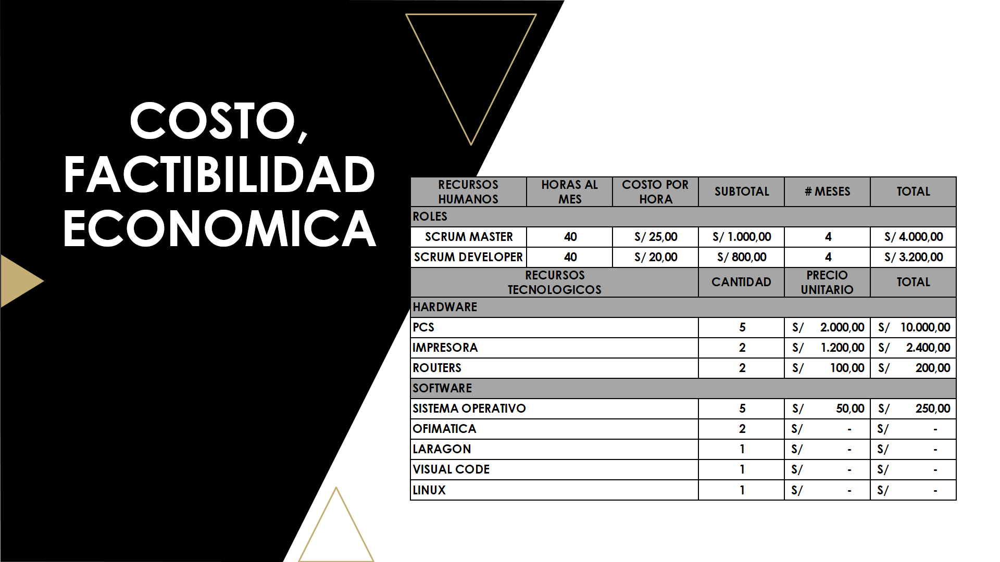 COSTO,
FACTIBILIDAD
ECONOMICA
RECURSOS HUMANOS HORAS AL MES COSTO POR HORA SUBTOTAL # MESES TOTAL
ROLES
SCRUM MASTER 40 S/ 25,00 S/ 1.000,00 4 S/ 4.000,00
SCRUM DEVELOPER 40 S/ 20,00 S/ 800,00 4 S/ 3.200,00
RECURSOS TECNOLOGICOS CANTIDAD PRECIO UNITARIO TOTAL
HARDWARE
PCS 5 S/ 2.000,00 S/ 10.000,00
IMPRESORA 2 S/ 1.200,00 S/ 2.400,00
ROUTERS 2 S/ 100,00 S/ 200,00
SOFTWARE
SISTEMA OPERATIVO 5 S/ 50,00 S/ 250,00
OFIMATICA 2 S/ - S/ -
LARAGON 1 S/ - S/ -
VISUAL CODE 1 S/ - S/ -
LINUX 1 S/ - S/ -